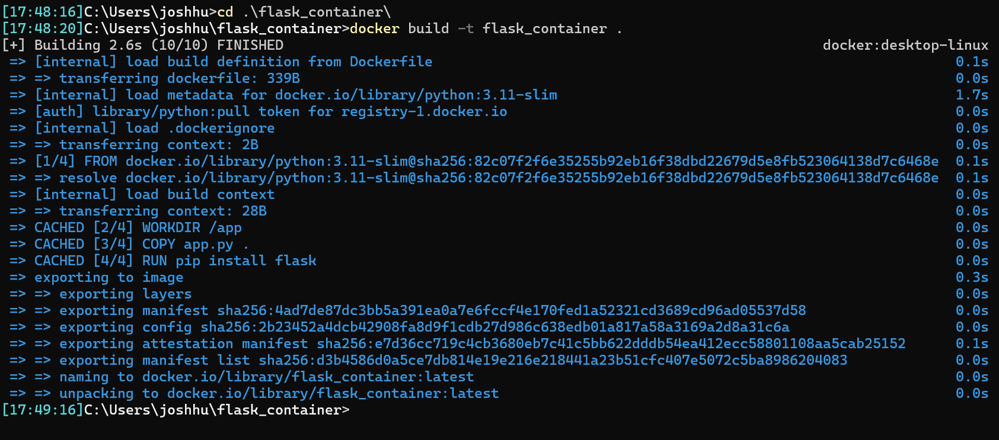 [17:48:16]C:\Users\joshhu>cd .\flask_container\
[17:48:20]C:\Users\joshhu\flask_container>docker build -t flask_container .
[+] Building 2.6s (10/10) FINISHED docker:desktop-linux
=> [internal] load build definition from Dockerfile 0.1s
=> => transferring dockerfile: 339B 0.0s
=> [internal] load metadata for docker.io/library/python:3.11-slim 1.7s
=> [auth] library/python:pull token for registry-1.docker.io 0.0s
=> [internal] load .dockerignore 0.0s
=> => transferring context: 2B 0.0s
=> [1/4] FROM docker.io/library/python:3.11-slim@sha256:82c07f2f6e35255b92eb16f38dbd22679d5e8fb523064138d7c6468e 0.1s
=> => resolve docker.io/library/python:3.11-slim@sha256:82c07f2f6e35255b92eb16f38dbd22679d5e8fb523064138d7c6468e 0.1s
=> [internal] load build context 0.0s
=> => transferring context: 28B 0.0s
=> CACHED [2/4] WORKDIR /app 0.0s
=> CACHED [3/4] COPY app.py . 0.0s
=> CACHED [4/4] RUN pip install flask 0.0s
=> exporting to image 0.3s
=> => exporting layers 0.0s
=> => exporting manifest sha256:4ad7de87dc3bb5a391ea0a7e6fccf4e170fed1a52321cd3689cd96ad05537d58 0.0s
=> => exporting config sha256:2b23452a4dcb42908fa8d9f1cdb27d986c638edb01a817a58a3169a2d8a31c6a 0.0s
=> => exporting attestation manifest sha256:e7d36cc719c4cb3680eb7c41c5bb622dddb54ea412ecc58801108aa5cab25152 0.1s
=> => exporting manifest list sha256:d3b4586d0a5ce7db814e19e216e218441a23b51cfc407e5072c5ba8986204083 0.0s
=> => naming to docker.io/library/flask_container:latest 0.0s
=> => unpacking to docker.io/library/flask_container:latest 0.0s
[17:49:16]C:\Users\joshhu\flask_container>